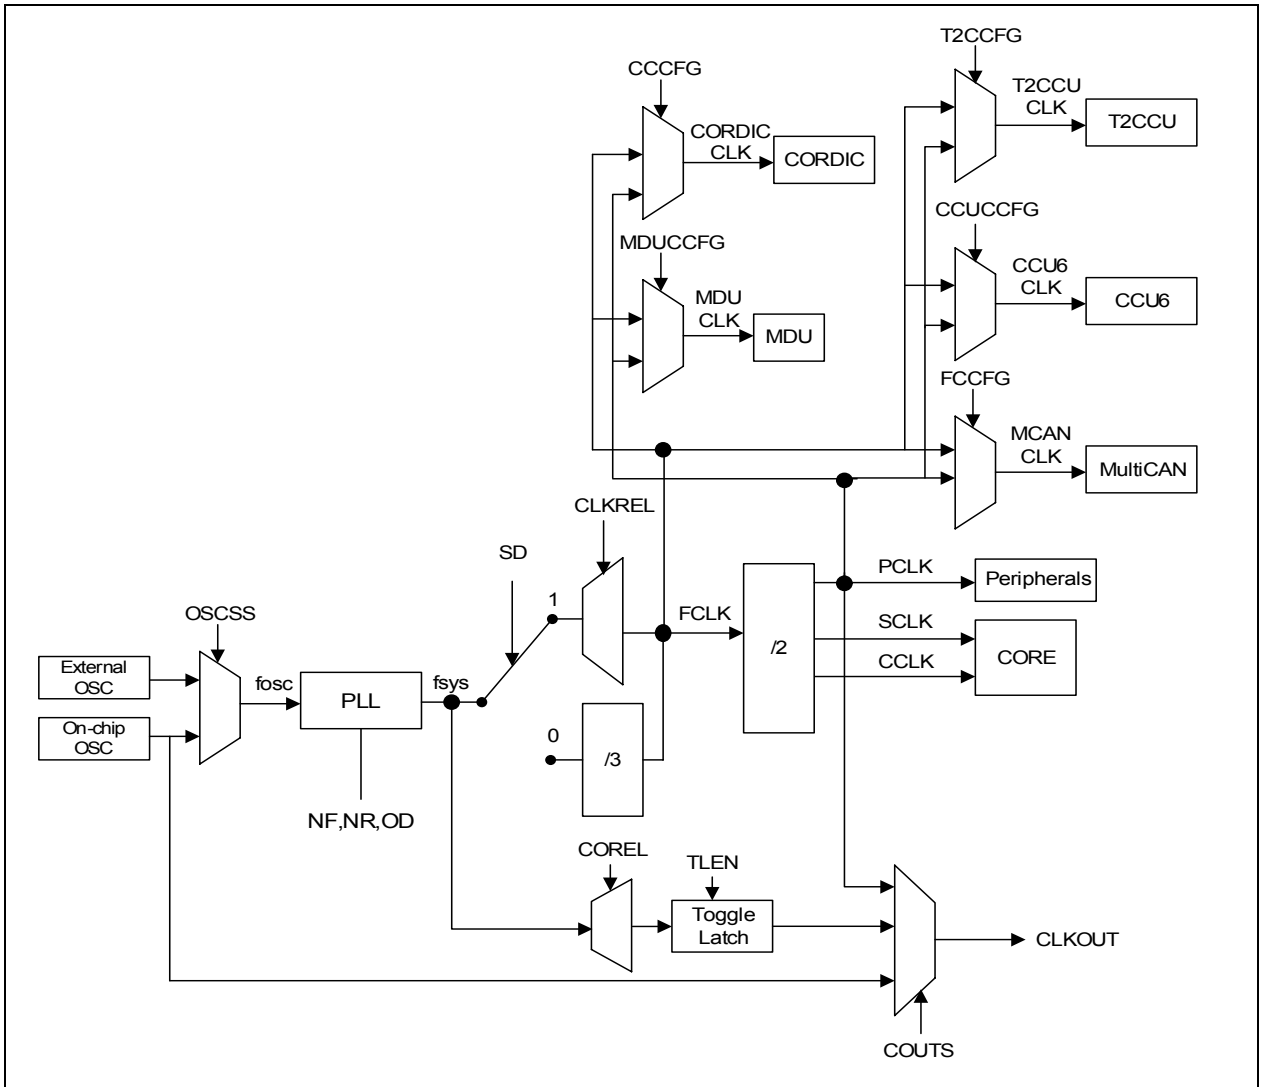 T2CCFG
CCCFG
T2CCU
CLK
T2CCU
CORDIC
CLK
CORDIC
CCUCCFG
MDUCCFG
CCU6
CLK
CCU6
MDU
CLK
MDU
FCCFG
MCAN
CLK
MultiCAN
CLKREL
SD
PCLK
Peripherals
1
OSCSS
FCLK
/2
SCLK
CORE
CCLK
External
OSC
fosc
PLL
fsys
On-chip
OSC
0
/3
NF,NR,OD
COREL
TLEN
Toggle
Latch
CLKOUT
COUTS